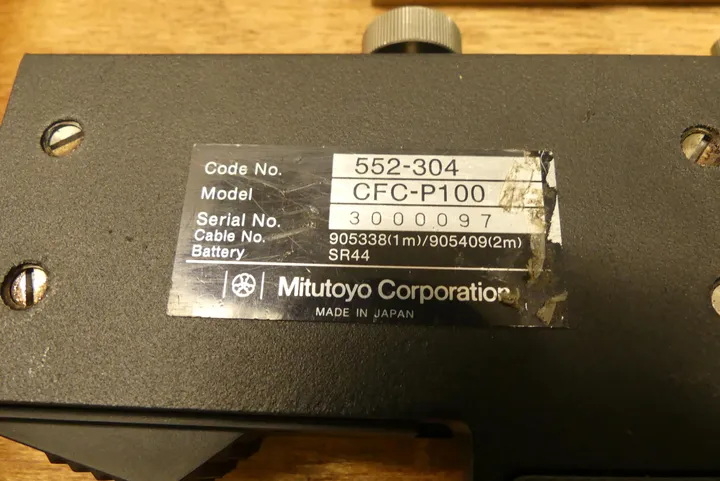 Code No. 552-304
Model CFC-P100
Serial No. 3000097
Cable No. 905338(1m)/905409(2m)
Battery SR44
Mitutoyo Corporation
MADE IN JAPAN